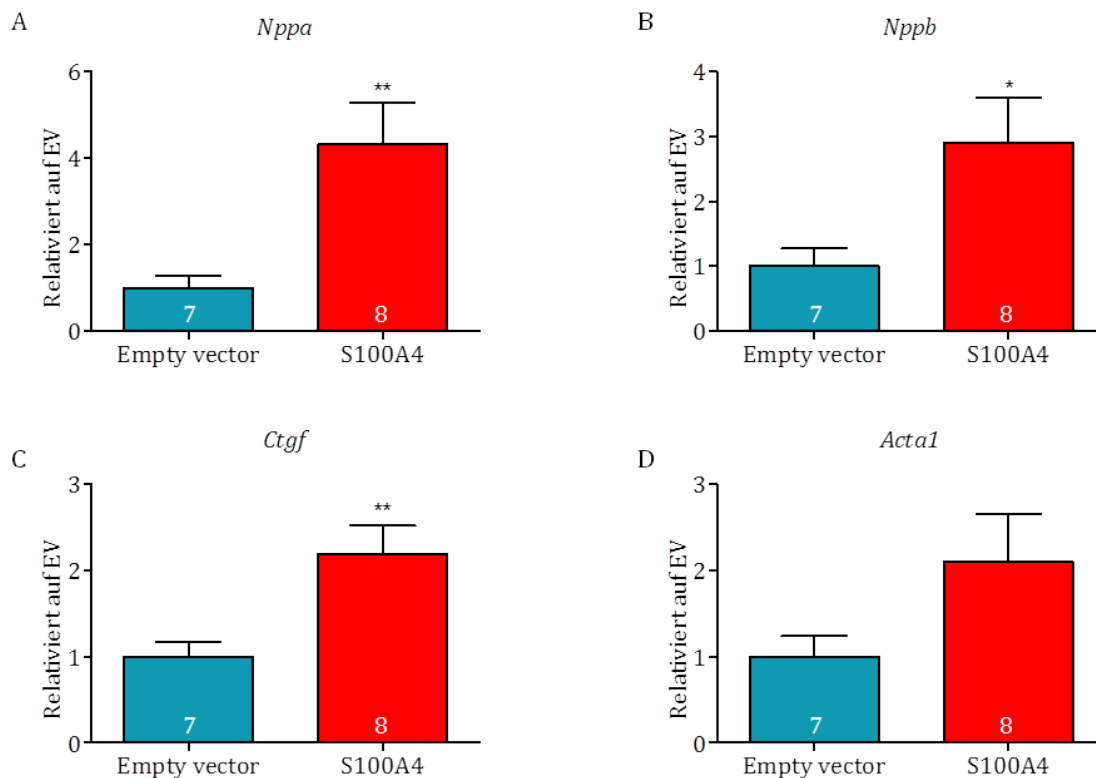 A
Nppa
Relativiert auf EV
6
4
2
0
**
7
8
Empty vector
S100A4
B
Nppb
Relativiert auf EV
4
3
2
1
0
*
7
8
Empty vector
S100A4
C
Ctgf
Relativiert auf EV
3
2
1
0
**
7
8
Empty vector
S100A4
D
Acta1
Relativiert auf EV
3
2
1
0
7
8
Empty vector
S100A4